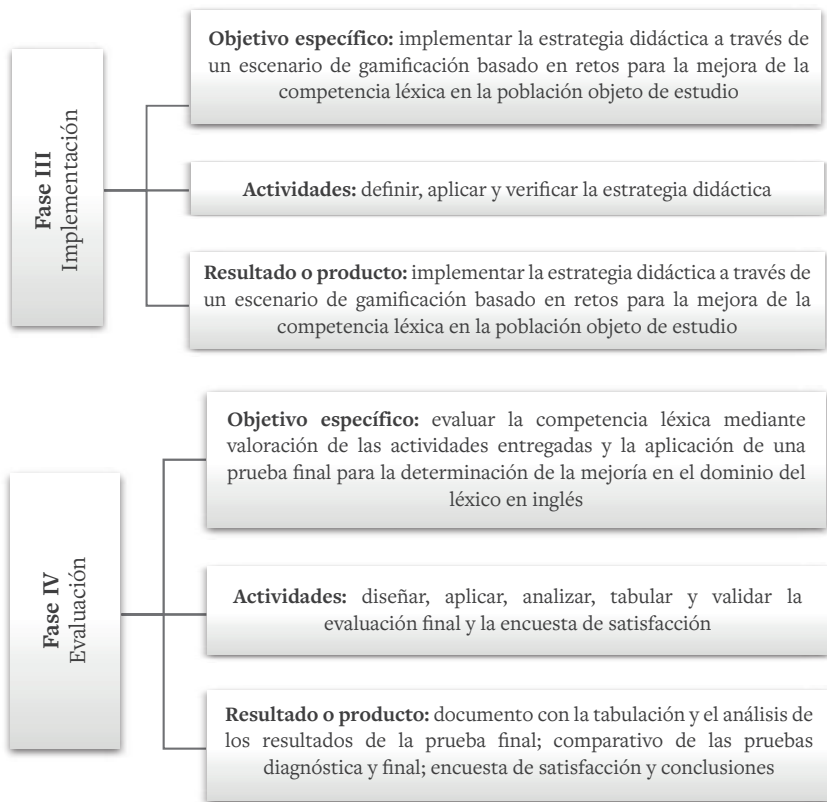 Fase III
Implementación
Objetivo específico: implementar la estrategia didáctica a través de
un escenario de gamificación basado en retos para la mejora de la
competencia léxica en la población objeto de estudio
Actividades: definir, aplicar y verificar la estrategia didáctica
Resultado o producto: implementar la estrategia didáctica a través de
un escenario de gamificación basado en retos para la mejora de la
competencia léxica en la población objeto de estudio
Fase IV
Evaluación
Objetivo específico: evaluar la competencia léxica mediante
valoración de las actividades entregadas y la aplicación de una
prueba final para la determinación de la mejoría en el dominio del
léxico en inglés
Actividades: diseñar, aplicar, analizar, tabular y validar la
evaluación final y la encuesta de satisfacción
Resultado o producto: documento con la tabulación y el análisis de
los resultados de la prueba final; comparativo de las pruebas
diagnóstica y final; encuesta de satisfacción y conclusiones